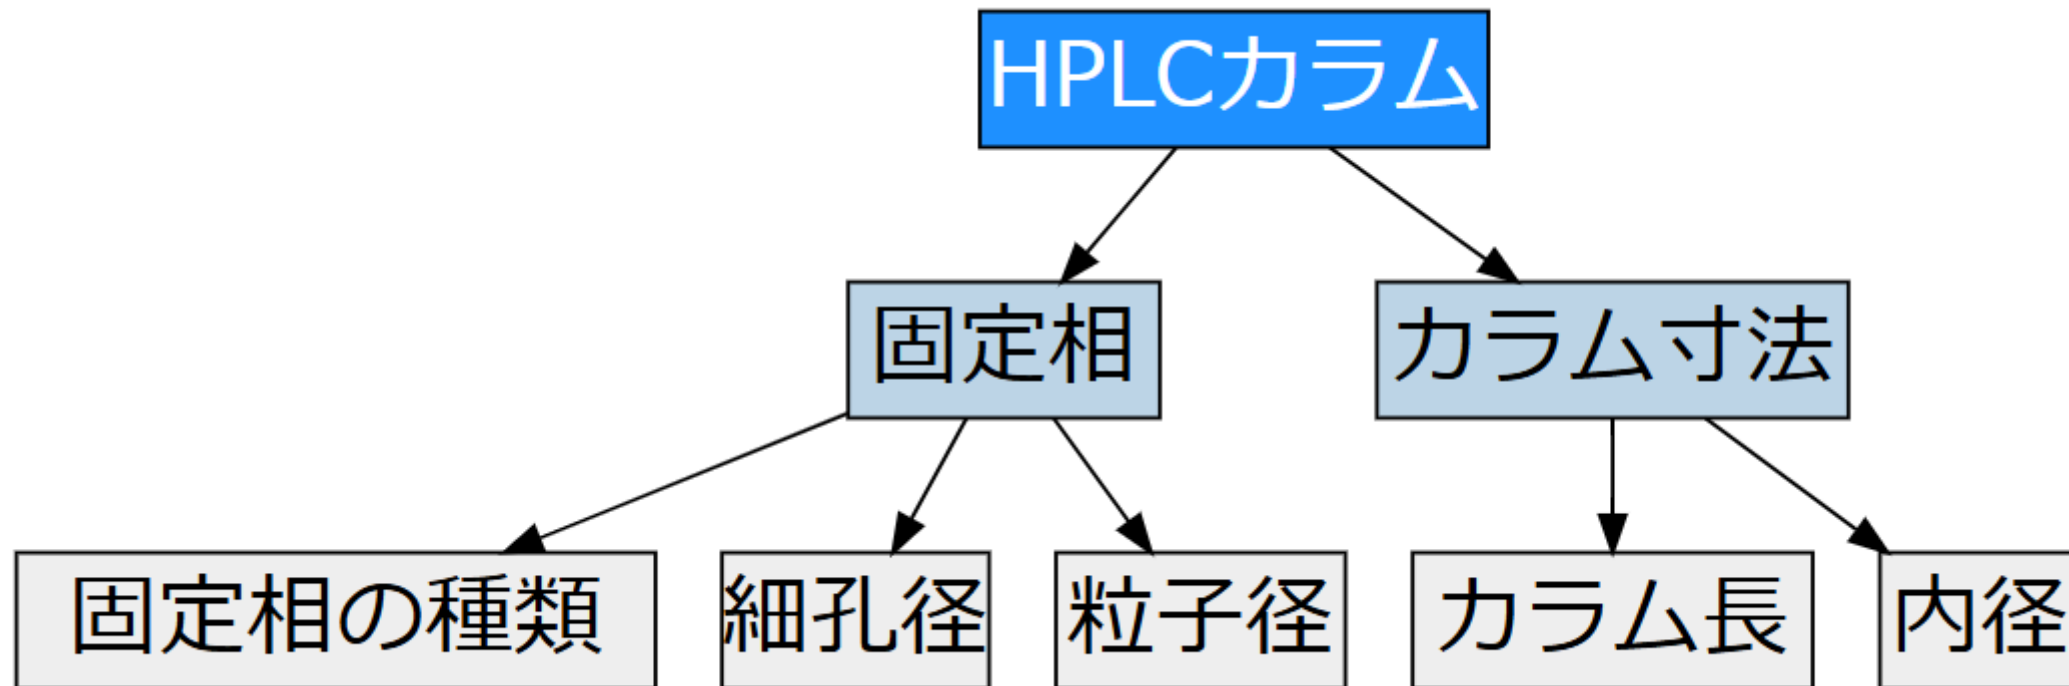 HPLCカラム
固定相
カラム寸法
固定相の種類
細孔径
粒子径
カラム長
内径